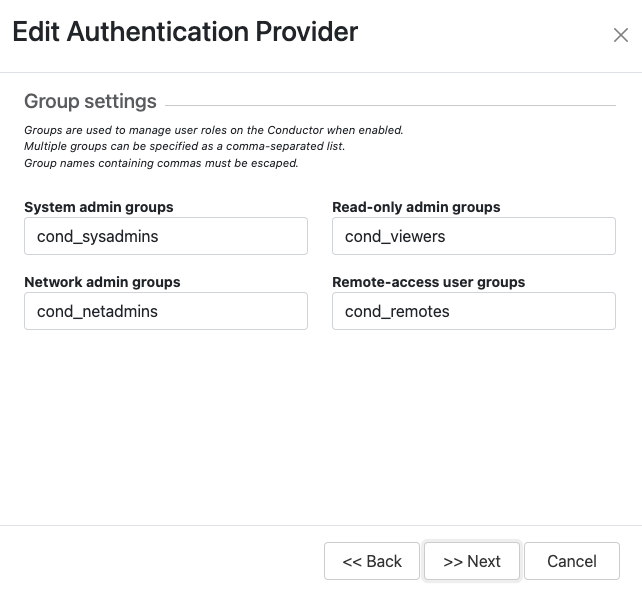 Edit Authentication Provider
Group settings
Groups are used to manage user roles on the Conductor when enabled.
Multiple groups can be specified as a comma-separated list.
Group names containing commas must be escaped.
System admin groups
cond_sysadmins
Read-only admin groups
cond_viewers
Network admin groups
cond_netadmins
Remote-access user groups
cond_remotes
<< Back
>> Next
Cancel